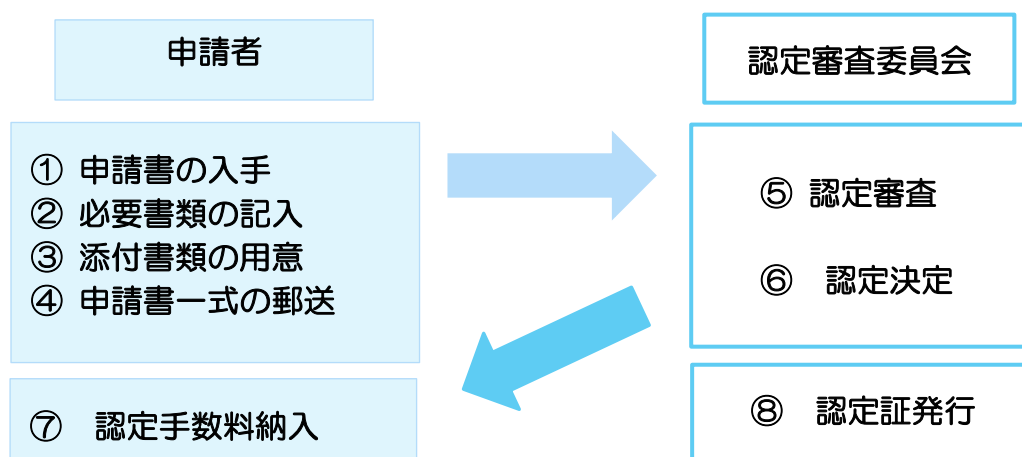 申請者
認定審査委員会
① 申請書の入手
② 必要書類の記入
③ 添付書類の用意
④ 申請書一式の郵送
⑤ 認定審査
⑥ 認定決定
⑦ 認定手数料納入
⑧ 認定証発行